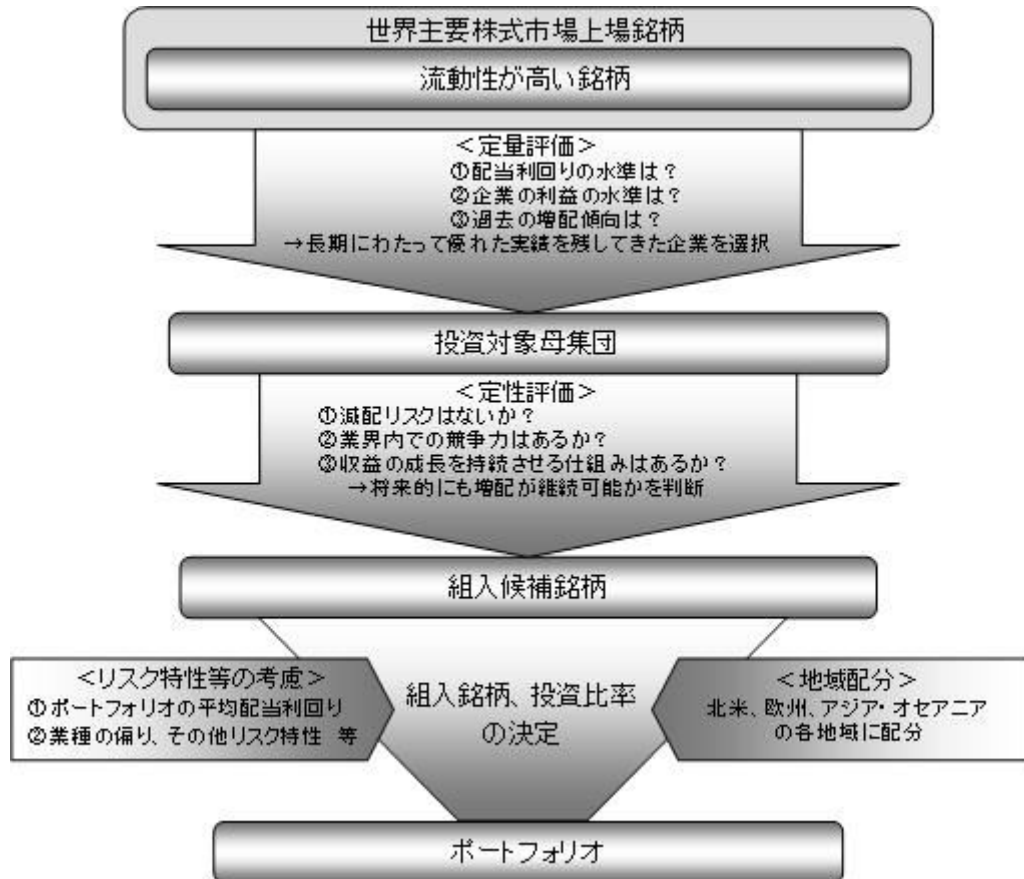 世界主要株式市場上場銘柄
流動性が高い銘柄
＜定量評価＞
①配当利回りの水準は？
②企業の利益の水準は？
③過去の増配傾向は？
→長期にわたって優れた実績を残してきた企業を選択
投資対象母集団
＜定性評価＞
①減配リスクはないか？
②業界内での競争力はあるか？
③収益の成長を持続させる仕組みはあるか？
→将来的にも増配が継続可能かを判断
組入候補銘柄
＜リスク特性等の考慮＞
①ポートフォリオの平均配当利回り
②業種の偏り、その他リスク特性 等
組入銘柄、投資比率
の決定
＜地域配分＞
北米、欧州、アジア・オセアニア
の各地域に配分
ポートフォリオ